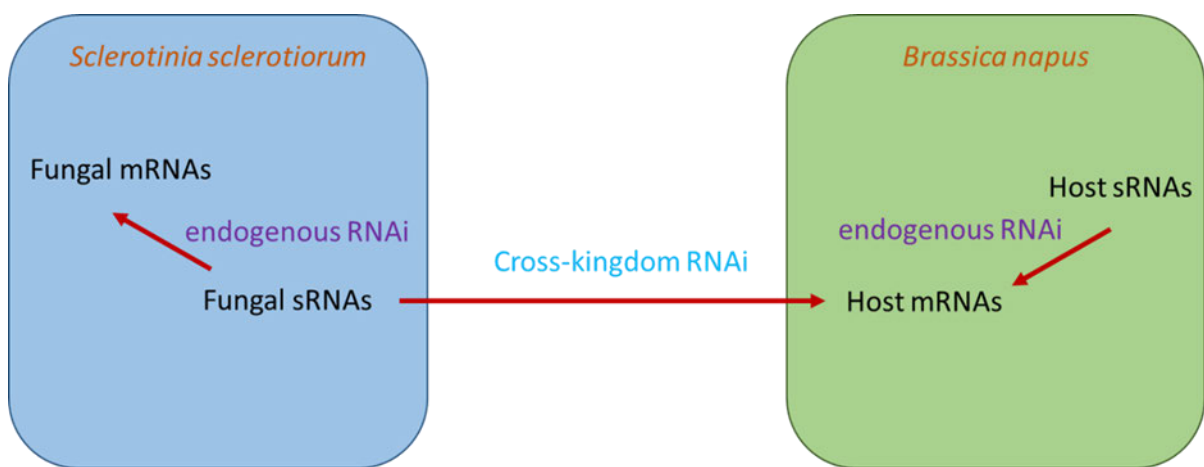 Sclerotinia sclerotiorum
Fungal mRNAs
endogenous RNAi
Fungal sRNAs
Cross-kingdom RNAi
Brassica napus
Host sRNAs
endogenous RNAi
Host mRNAs